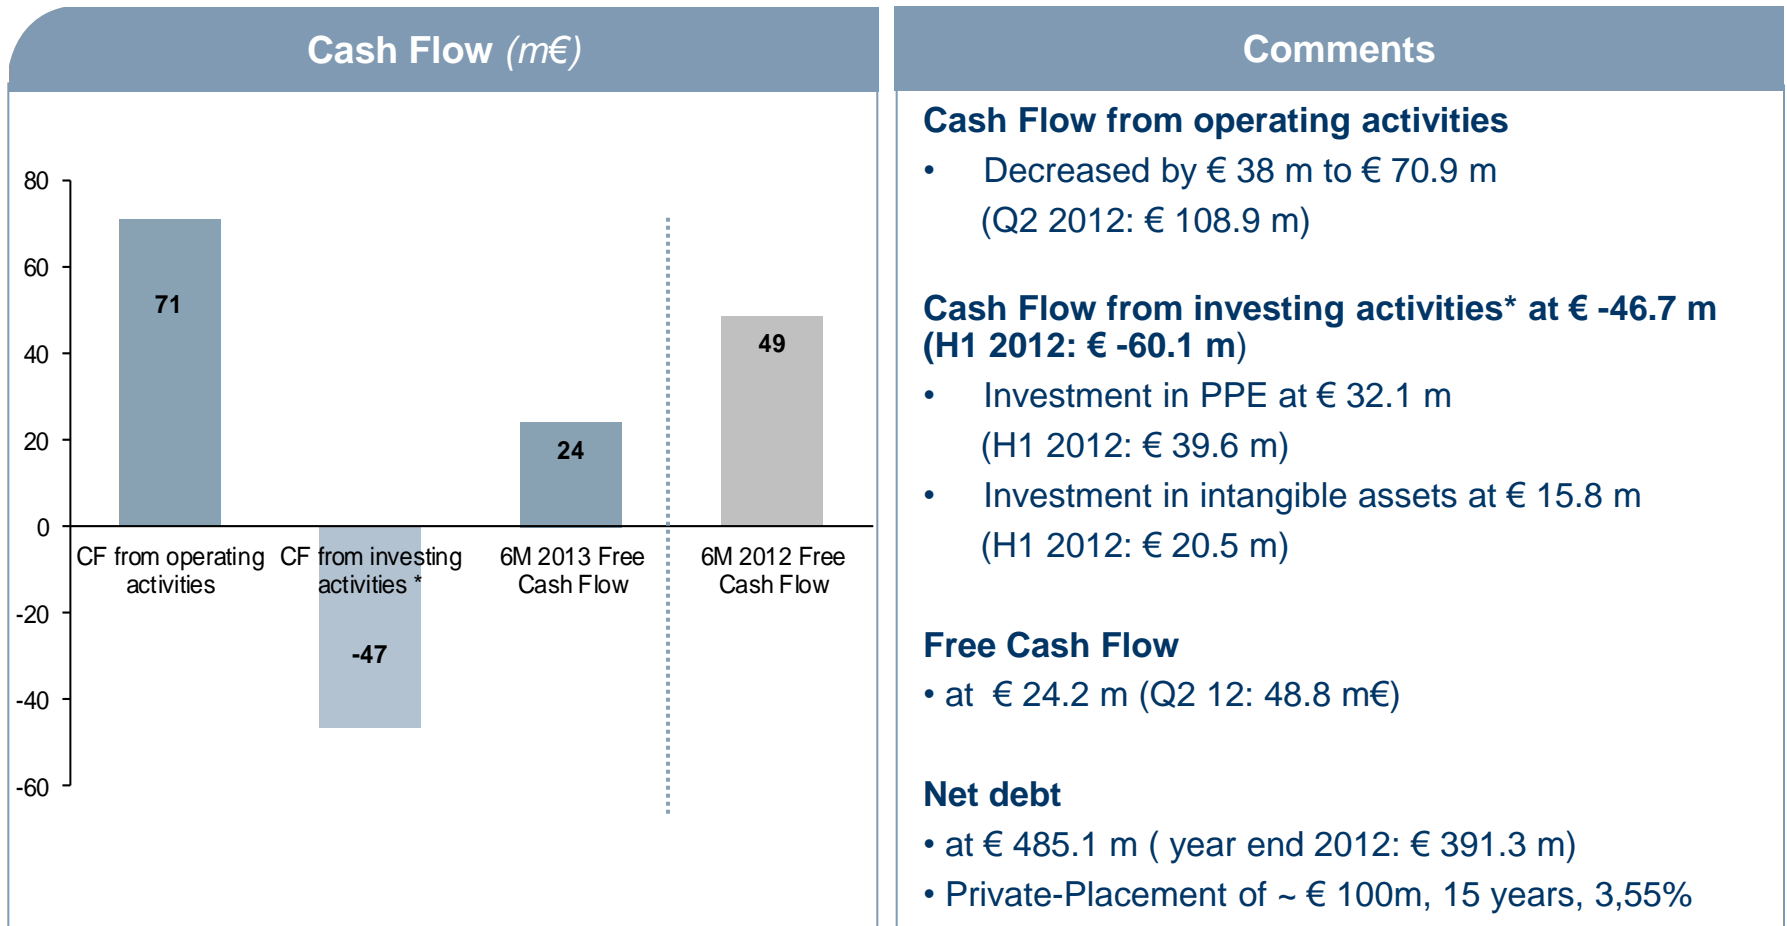 Cash Flow (m€)
80
60
40
20
0
-20
-40
-60
71
-47
24
49
CF from operating
activities
CF from investing
activities *
6M 2013 Free
Cash Flow
6M 2012 Free
Cash Flow
Comments
Cash Flow from operating activities
• Decreased by € 38 m to € 70.9 m
(Q2 2012: € 108.9 m)
Cash Flow from investing activities* at € -46.7 m
(H1 2012: € -60.1 m)
• Investment in PPE at € 32.1 m
(H1 2012: € 39.6 m)
• Investment in intangible assets at € 15.8 m
(H1 2012: € 20.5 m)
Free Cash Flow
• at € 24.2 m (Q2 12: 48.8 m€)
Net debt
• at € 485.1 m ( year end 2012: € 391.3 m)
• Private-Placement of ~ € 100m, 15 years, 3,55%